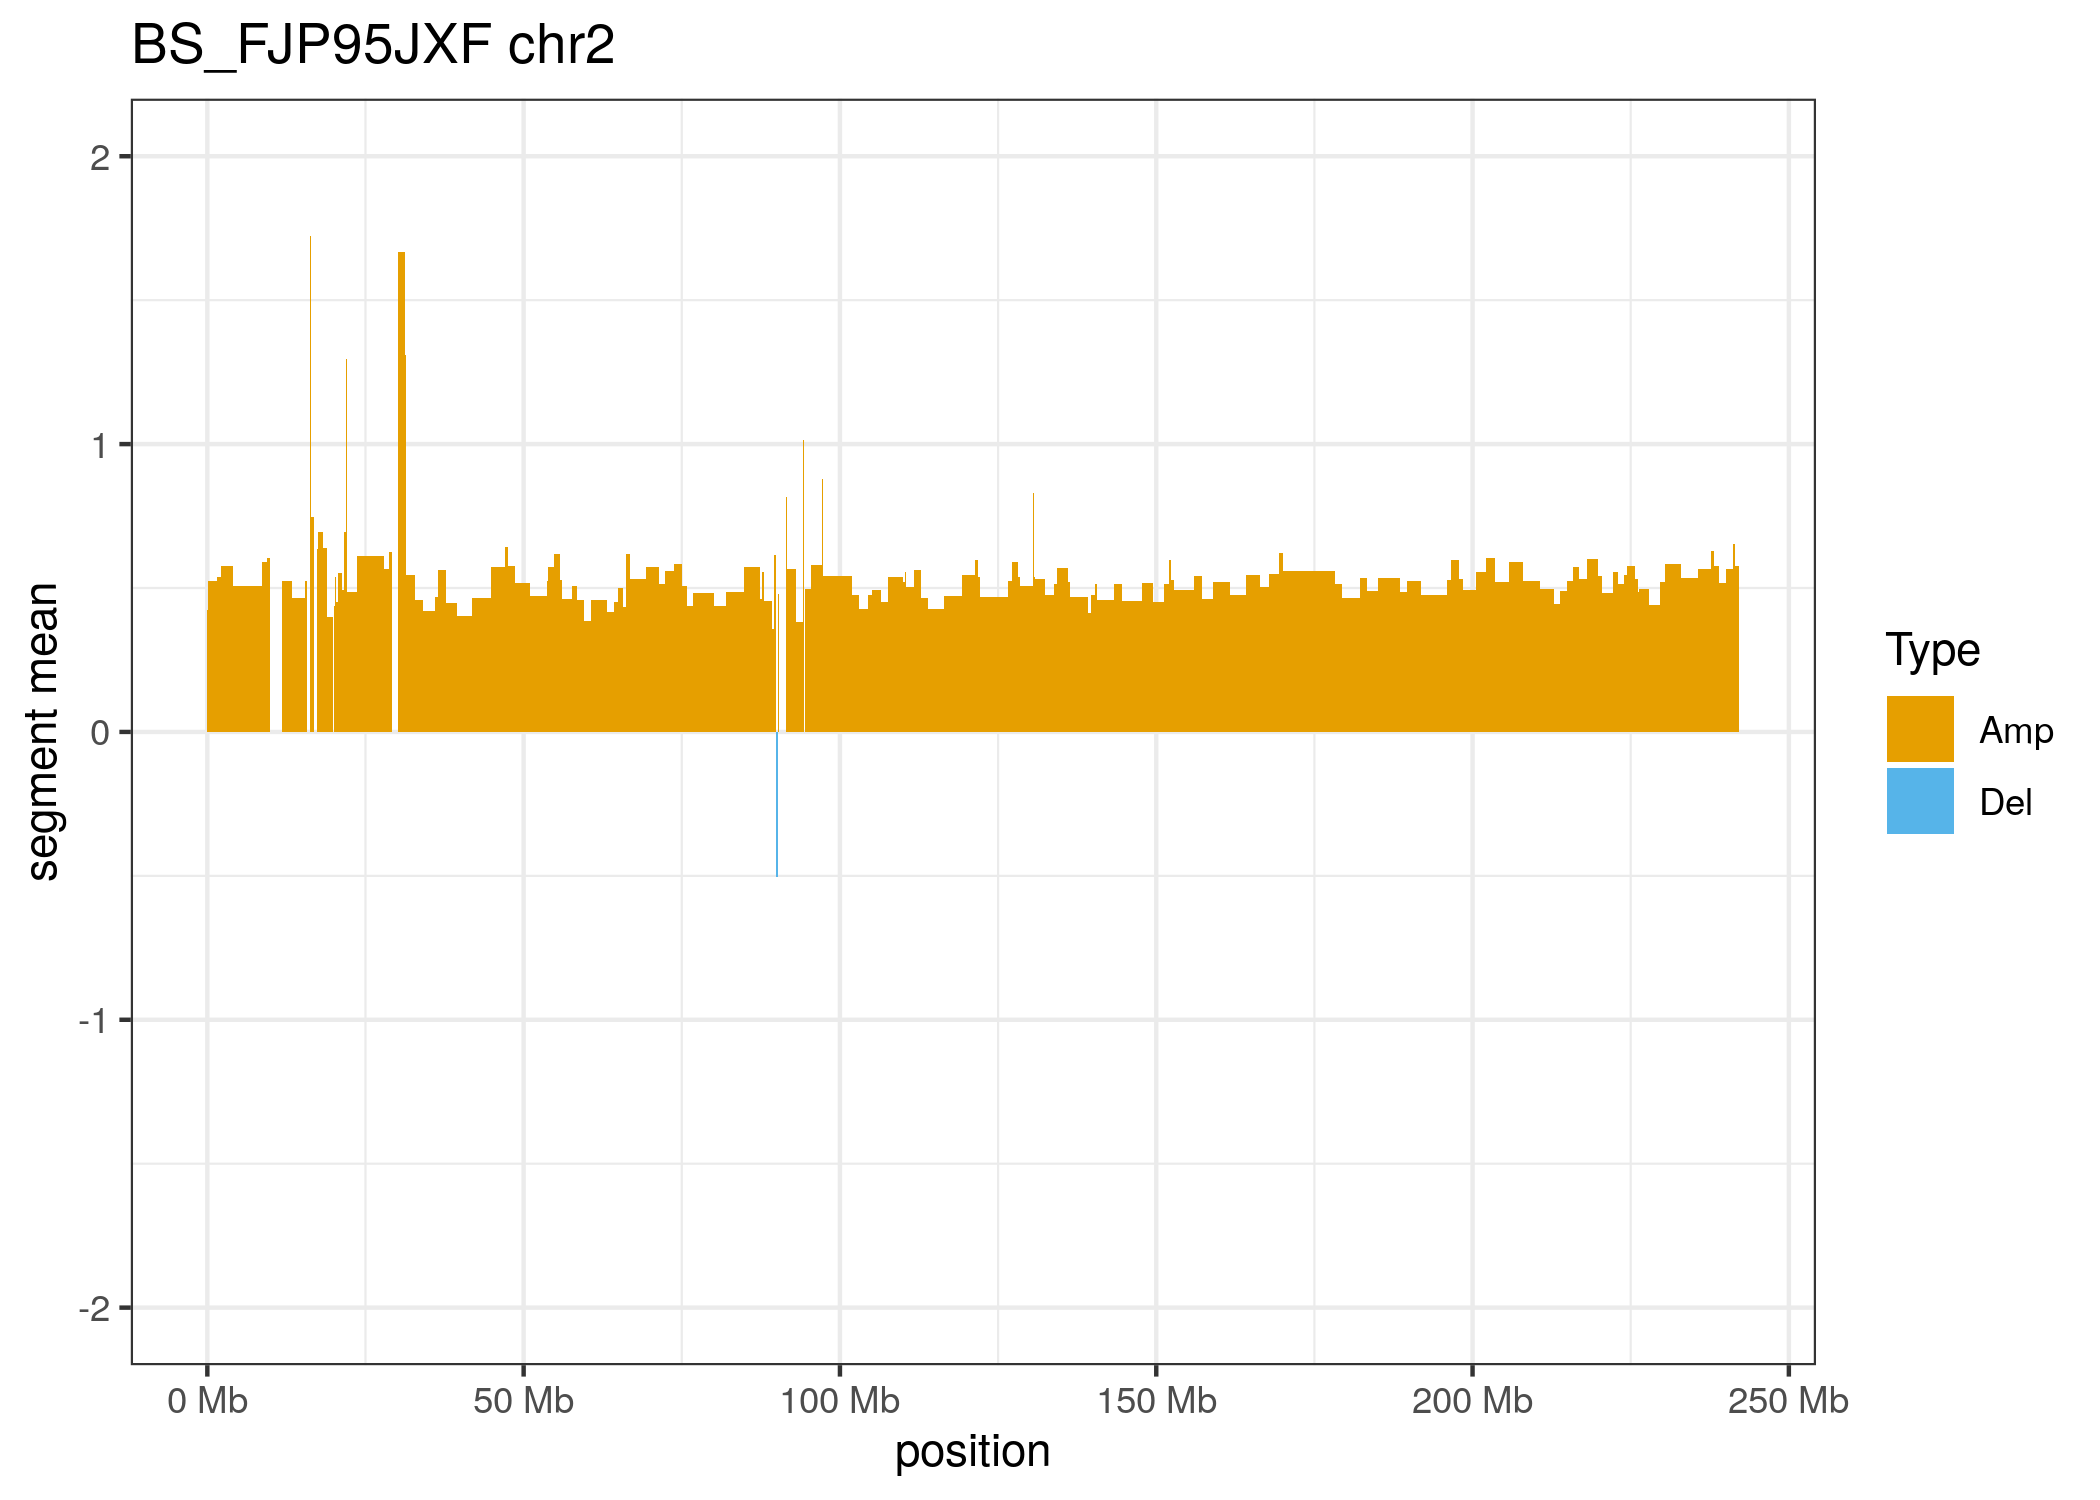 BS_FJP95JXF chr2
segment mean
2
1
0
-1
-2
0 Mb
50 Mb
100 Mb
150 Mb
200 Mb
250 Mb
position
Type
Amp
Del